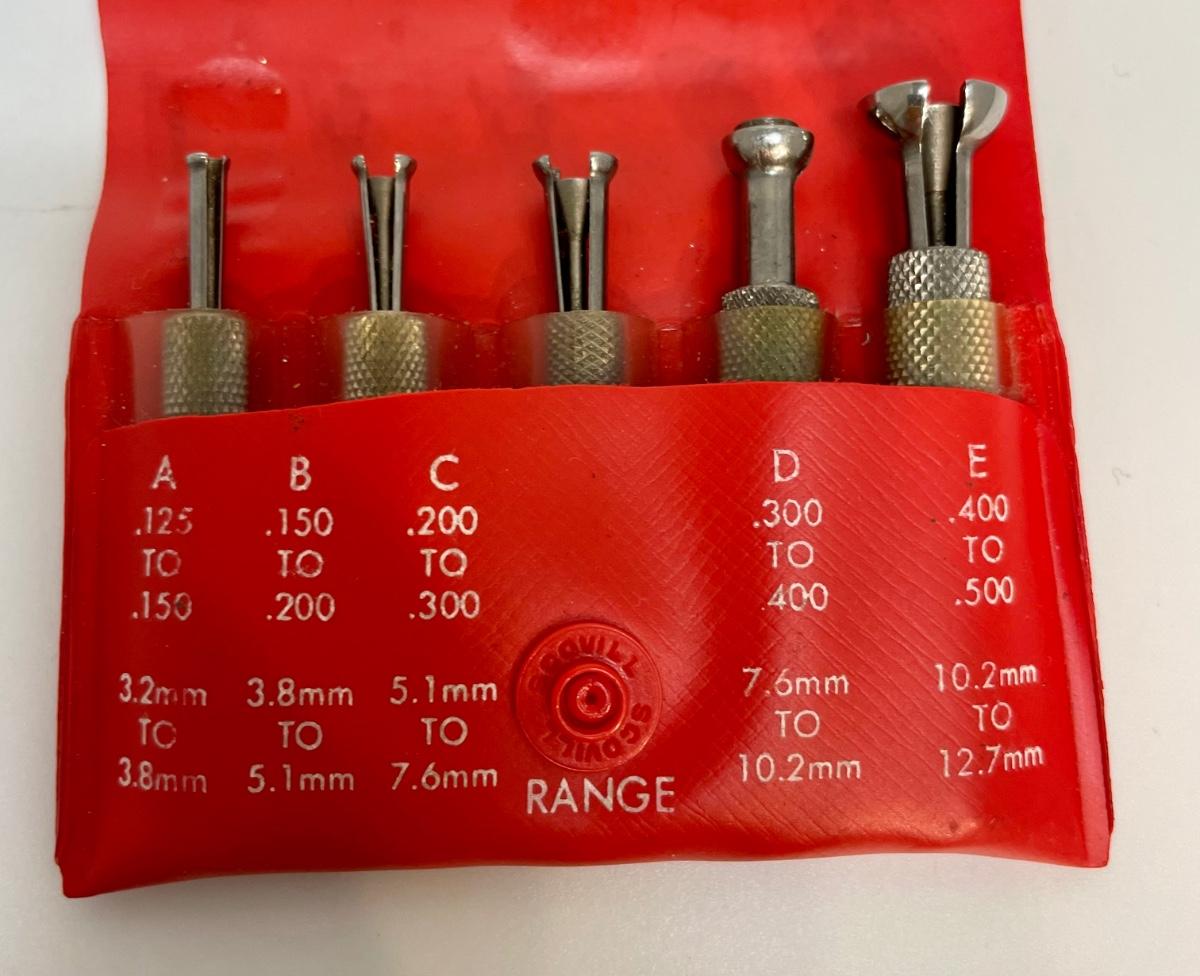 A B C D E
.125 .150 .200 .300 .400
TO TO TO TO TO
.150 .200 .300 .400 .500
3.2mm 3.8mm 5.1mm 7.6mm 10.2mm
TO TO TO TO TO
3.8mm 5.1mm 7.6mm 10.2mm 12.7mm
SCOVILL SCOVILL
RANGE